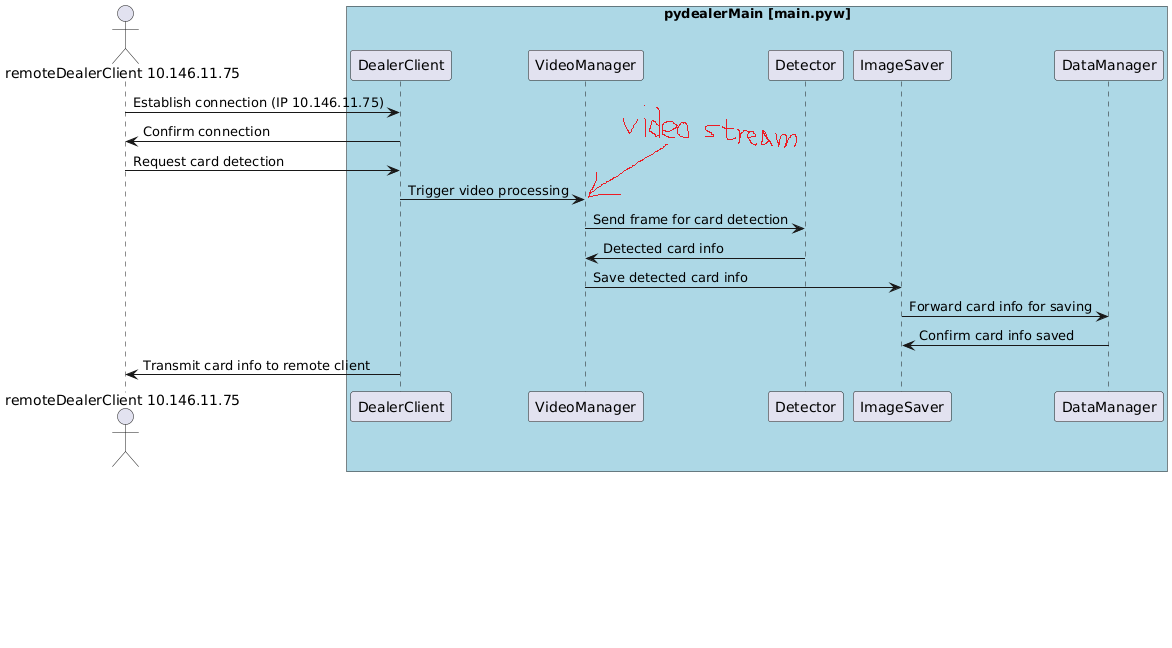 pydealerMain [main.pyw]
remoteDealerClient 10.146.11.75
DealerClient
VideoManager
Detector
ImageSaver
DataManager
Establish connection (IP 10.146.11.75)
video stream
Confirm connection
Request card detection
Trigger video processing
Send frame for card detection
Detected card info
Save detected card info
Forward card info for saving
Confirm card info saved
Transmit card info to remote client
remoteDealerClient 10.146.11.75
DealerClient
VideoManager
Detector
ImageSaver
DataManager